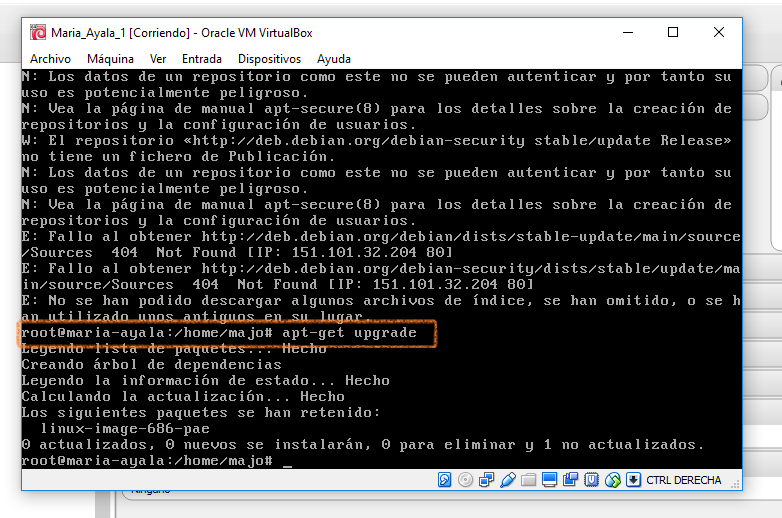 Maria_Ayala_1 [Corriendo] - Oracle VM VirtualBox
Archivo Máquina Ver Entrada Dispositivos Ayuda
N: Los datos de un repositorio como este no se pueden autenticar y por tanto su
uso es potencialmente peligroso.
N: Vea la página de manual apt-secure(8) para los detalles sobre la creación de
repositorios y la configuración de usuarios.
W: El repositorio «http://deb.debian.org/debian-security stable/update Release»
no tiene un fichero de Publicación.
N: Los datos de un repositorio como este no se pueden autenticar y por tanto su
uso es potencialmente peligroso.
N: Vea la página de manual apt-secure(8) para los detalles sobre la creación de
repositorios y la configuración de usuarios.
E: Fallo al obtener http://deb.debian.org/debian/dists/stable-update/main/source
/Sources 404 Not Found [IP: 151.101.32.204 80]
E: Fallo al obtener http://deb.debian.org/debian-security/dists/stable/update/ma
in/source/Sources 404 Not Found [IP: 151.101.32.204 80]
E: No se han podido descargar algunos archivos de índice, se han omitido, o se h
an utilizado unos antiguos en su lugar.
root@maria-ayala:/home/majo# apt-get upgrade
Leyendo lista de paquetes... Hecho
Creando árbol de dependencias
Leyendo la información de estado... Hecho
Calculando la actualización... Hecho
Los siguientes paquetes se han retenido:
linux-image-686-pae
0 actualizados, 0 nuevos se instalarán, 0 para eliminar y 1 no actualizados.
root@maria-ayala:/home/majo# _
CTRL DERECHA
Ninguno